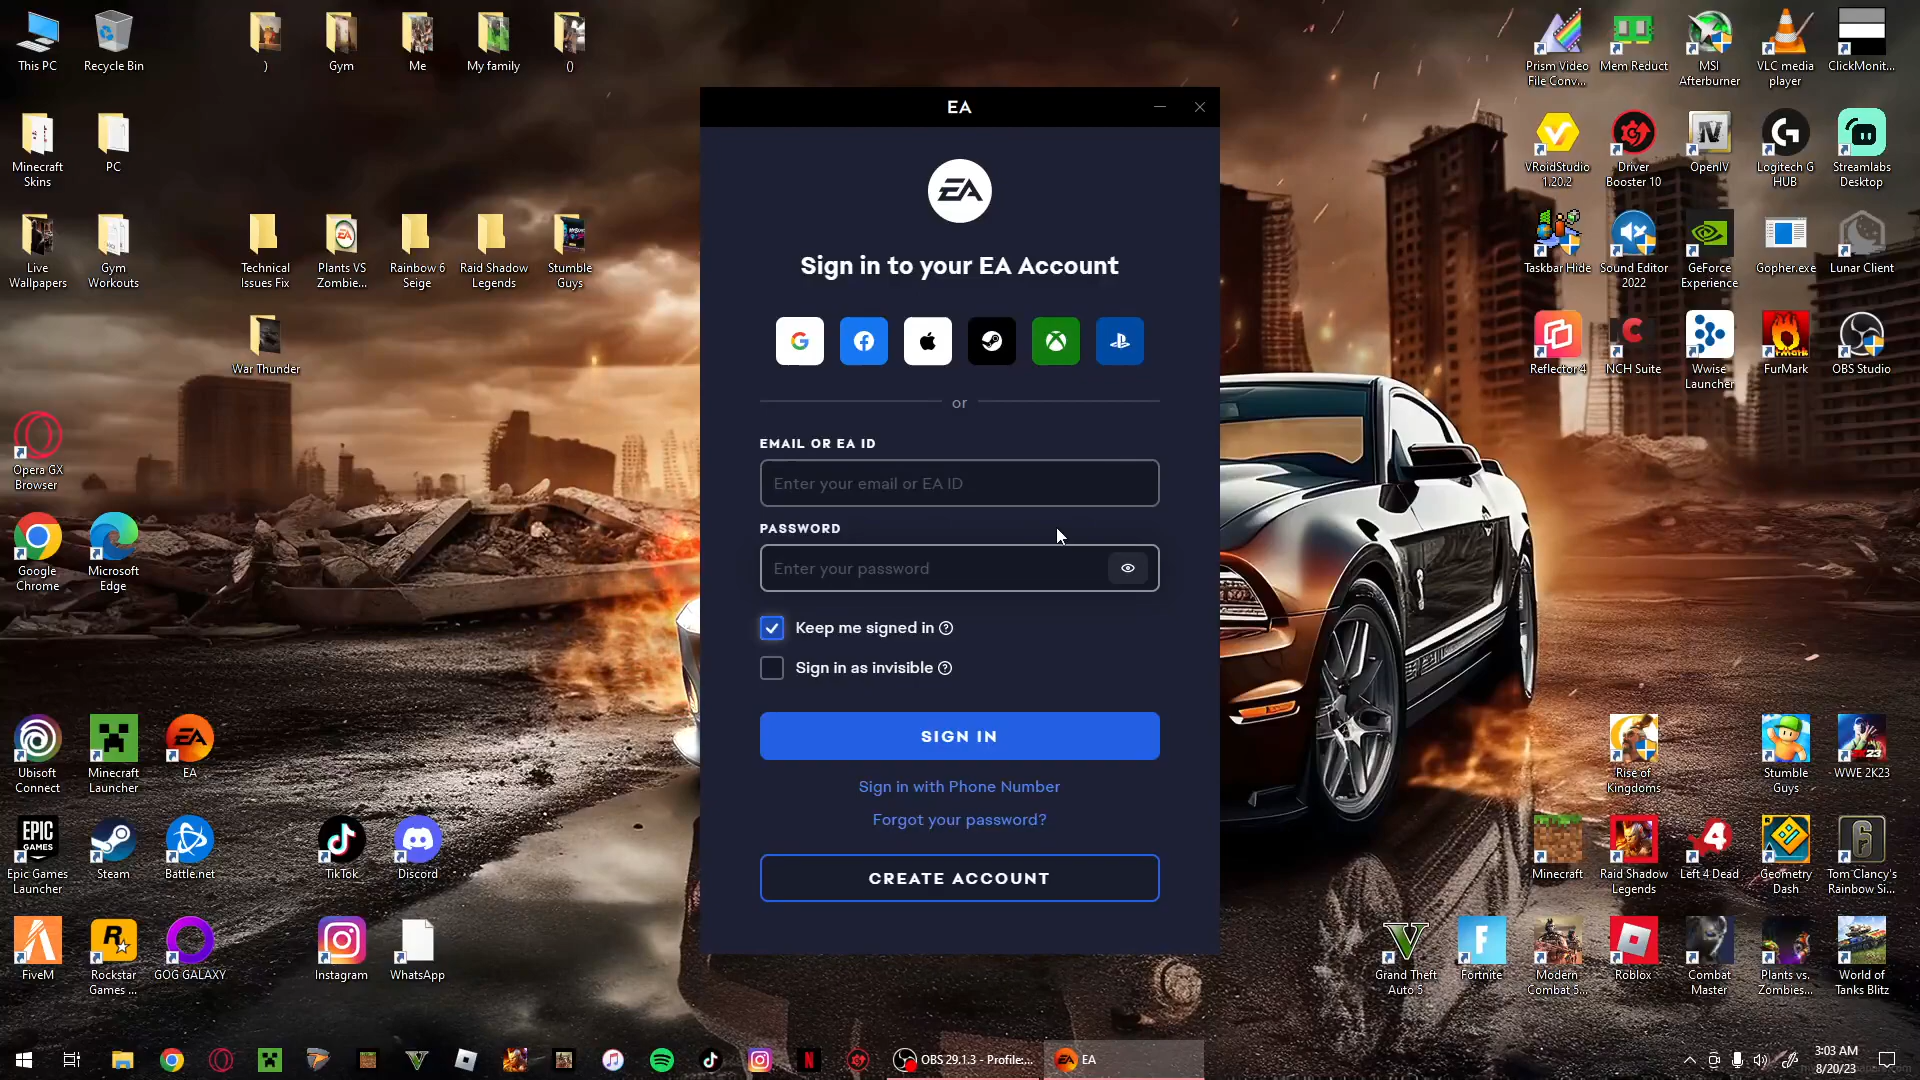 This PC
Recycle Bin
)
Gym
Me
My family
()
Prism Video
File Conv...
Mem Reduct
MSI
Afterburner
VLC media
player
ClickMonit...
EA
Minecraft
Skins
PC
VRoidStudio
1.20.2
Driver
Booster 10
OpenIV
Logitech G
HUB
Streamlabs
Desktop
EA
Live
Wallpapers
Gym
Workouts
Technical
Issues Fix
Plants VS
Zombie...
Rainbow 6
Seige
Raid Shadow
Legends
Stumble
Guys
Taskbar Hide
Sound Editor
2022
GeForce
Experience
Gopher.exe
Lunar Client
Sign in to your EA Account
War Thunder
Reflector 4
NCH Suite
Wwise
Launcher
FurMark
OBS Studio
or
EMAIL OR EA ID
Enter your email or EA ID
PASSWORD
Enter your password
Keep me signed in
Sign in as invisible
SIGN IN
Sign in with Phone Number
Forgot your password?
CREATE ACCOUNT
Opera GX
Browser
Google
Chrome
Microsoft
Edge
Ubisoft
Connect
Minecraft
Launcher
EA
Rise of
Kingdoms
Stumble
Guys
WWE 2K23
EPIC
GAMES
Epic Games
Launcher
Steam
Battle.net
TikTok
Discord
Minecraft
Raid Shadow
Legends
Left 4 Dead
Geometry
Dash
Tom Clancy's
Rainbow Si...
FiveM
Rockstar
Games ...
GOG GALAXY
Instagram
WhatsApp
Grand Theft
Auto 5
Fortnite
Modern
Combat 5...
Roblox
Combat
Master
Plants vs.
Zombies...
World of
Tanks Blitz
OBS 29.1.3 - Profile:...
EA
3:03 AM
8/20/23